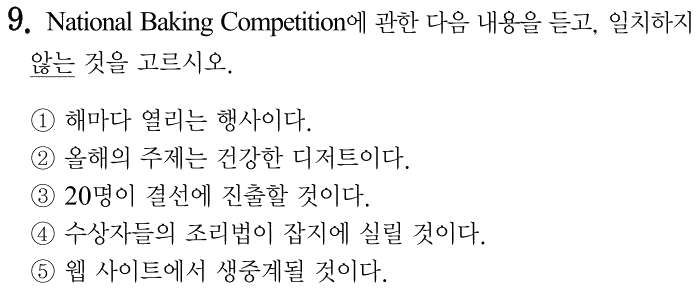 9. National Baking Competition에 관한 다음 내용을 듣고, 일치하지
않는 것을 고르시오.
① 해마다 열리는 행사이다.
② 올해의 주제는 건강한 디저트이다.
③ 20명이 결선에 진출할 것이다.
④ 수상자들의 조리법이 잡지에 실릴 것이다.
⑤ 웹 사이트에서 생중계될 것이다.